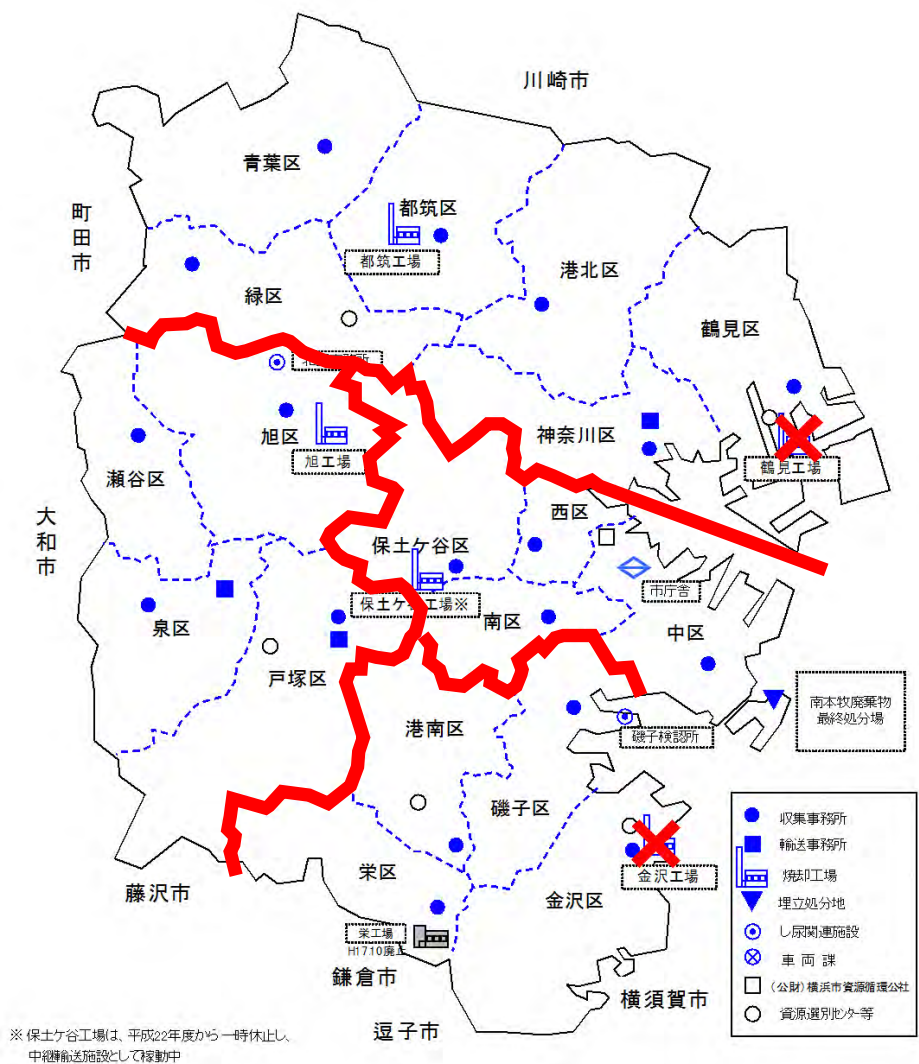 川崎市
青葉区
町田市
都筑区
都筑工場
港北区
緑区
鶴見区
旭区
神奈川区
旭工場
鶴見工場
瀬谷区
西区
大和市
保土ケ谷区
市庁舎
保土ケ 工場※
南区
中区
泉区
戸塚区
南本牧廃棄物
最終処分場
港南区
磯子検認所
磯子区
収集事務所
輸送事務所
焼却工場
埋立処分地
し尿関連施設
車両課
(公財)横浜市資源循環公社
資源選別センター等
栄区
金沢工場
藤沢市
金沢区
栄工場
H17.10廃止
鎌倉市
横須賀市
逗子市
※保土ケ谷工場は、平成22年度から一時休止し、
中継輸送施設として稼動中